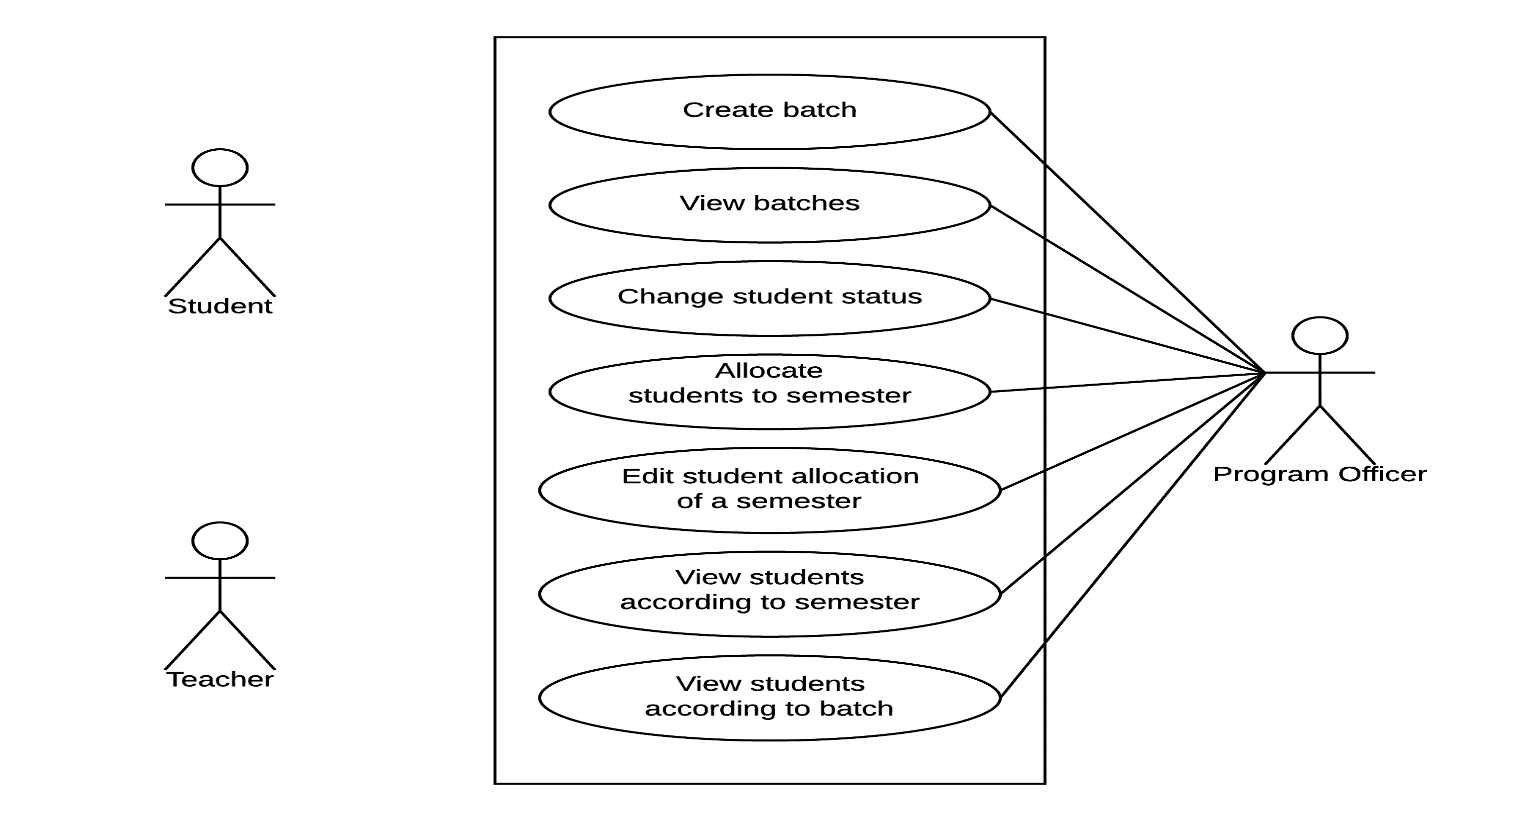 Create batch
View batches
Change student status
Allocate
students to semester
Edit student allocation
of a semester
View students
according to semester
View students
according to batch
Student
Teacher
Program Officer